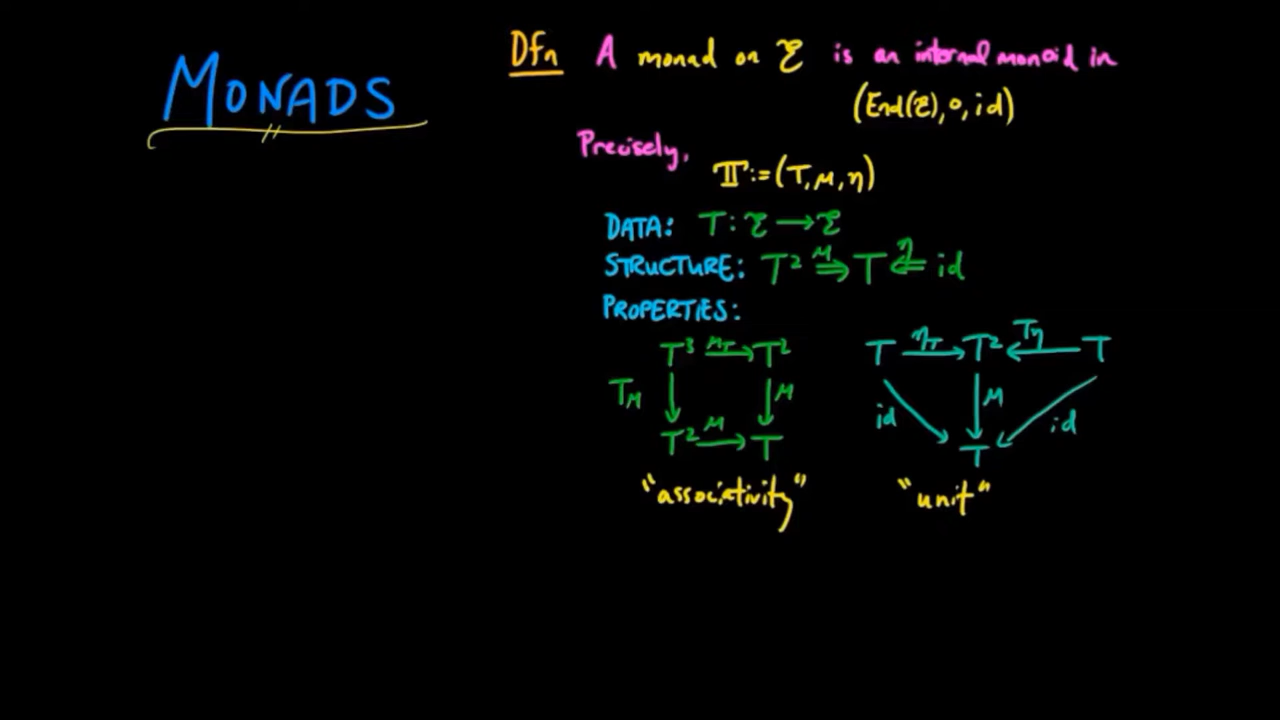 MONADS
Dfn A monad on ℰ is an internal monoid in
(End(ℰ), ∘, id)
Precisely,
𝕋 := (T, μ, η)
DATA: T : ℰ → ℰ
STRUCTURE: T² μ⇒ T η⇐ id
PROPERTIES:
T³ μT→ T²
Tμ ↓ ↓ μ
T² μ→ T
"associativity"
T ηT→ T² Tη← T
id ↘ ↓ μ ↙ id
T
"unit"